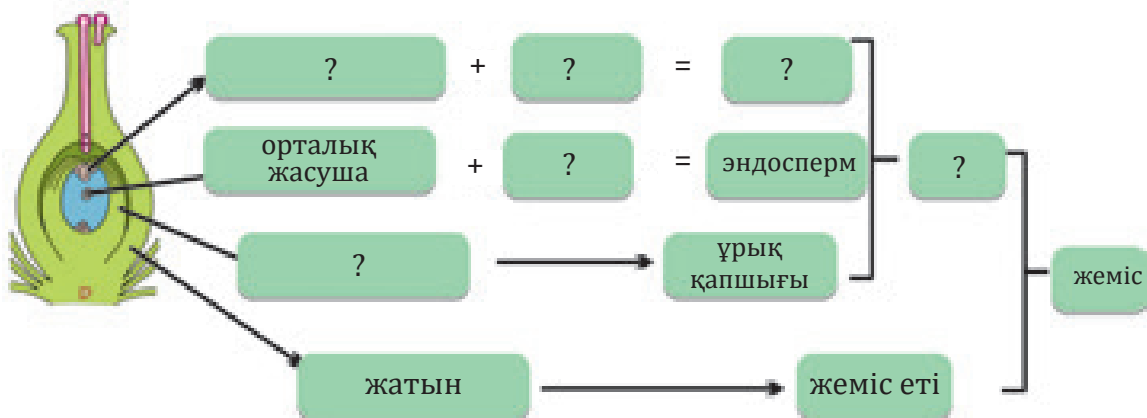 ? + ? = ?
орталық
жасуша + ? = эндосперм
?
?
ұрық
қапшығы
жеміс
жатын
жеміс еті